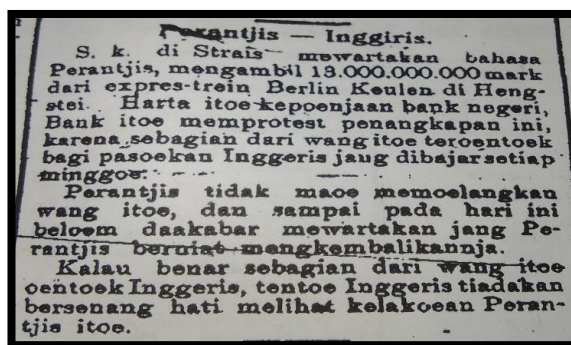 Perantjis — Inggiris.
S. k. di Strais mewartakan bahasa
Perantjis, mengambil 13.000.000.000 mark
dari expres-trein Berlin Keulen di Heng-
stei. Harta itoe kepoenjaan bank negeri,
Bank itoe memprotest penangkapan ini,
karena sebagian dari wang itoe teroentoek
bagi pasoekan Inggeris jaug dibajar setiap
minggoe.
Perantjis tidak maoe memoelangkan
wang itoe, dan sampai pada hari ini
beloem daakabar mewartakan jang Pe-
rantjis berniat mengkembalikannja.
Kalau benar sebagian dari wang itoe
oentoek Inggeris, tentoe Inggeris tiadakan
bersenang hati melihat kelakoean Peran-
tjis itoe.